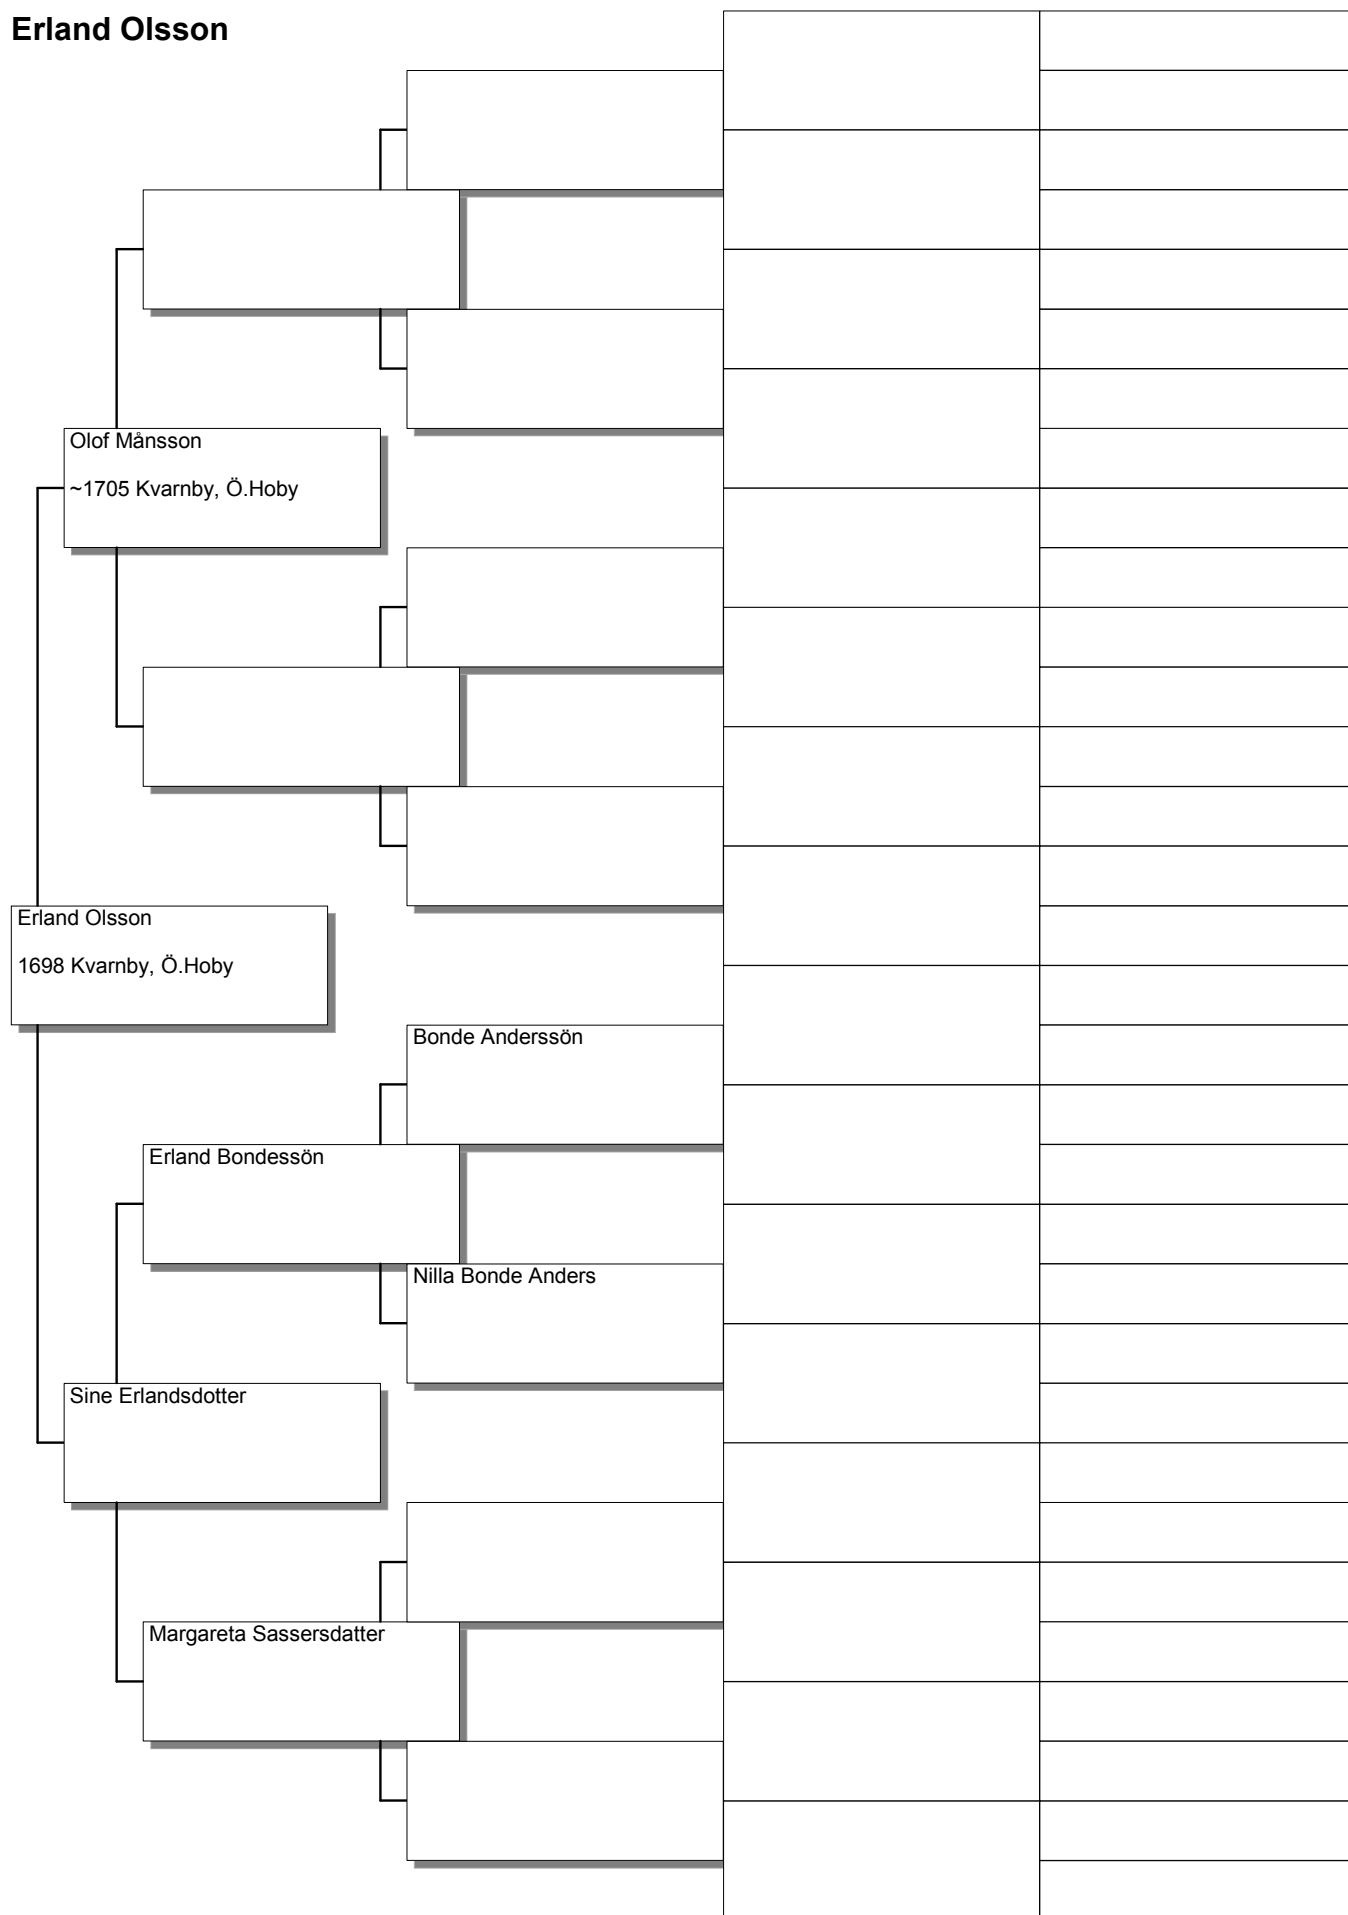 Erland Olsson
Olof Månsson
~1705 Kvarnby, Ö.Hoby
Erland Olsson
1698 Kvarnby, Ö.Hoby
Bonde Anderssön
Erland Bondessön
Nilla Bonde Anders
Sine Erlandsdotter
Margareta Sassersdatter